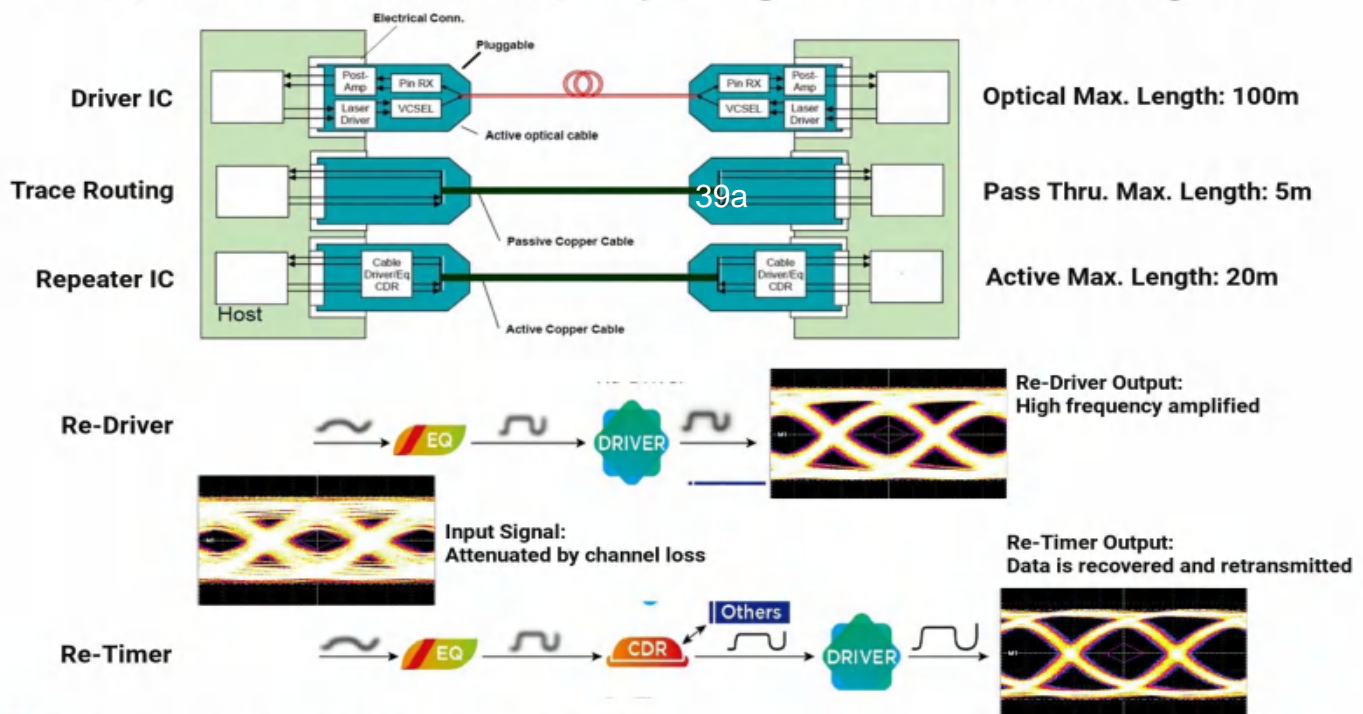 Electrical Conn.
Pluggable
Driver IC
Post-
Amp
Pin RX
Laser
Driver
VCSEL
Active optical cable
Pin RX
Post-
Amp
VCSEL
Laser
Driver
Optical Max. Length: 100m
Trace Routing
39a
Passive Copper Cable
Pass Thru. Max. Length: 5m
Repeater IC
Cable
Driver/Eq
CDR
Host
Active Copper Cable
Cable
Driver/Eq
CDR
Active Max. Length: 20m
Re-Driver
EQ
DRIVER
M1
Re-Driver Output:
High frequency amplified
Input Signal:
Attenuated by channel loss
Re-Timer Output:
Data is recovered and retransmitted
Re-Timer
EQ
CDR
Others
DRIVER
M1